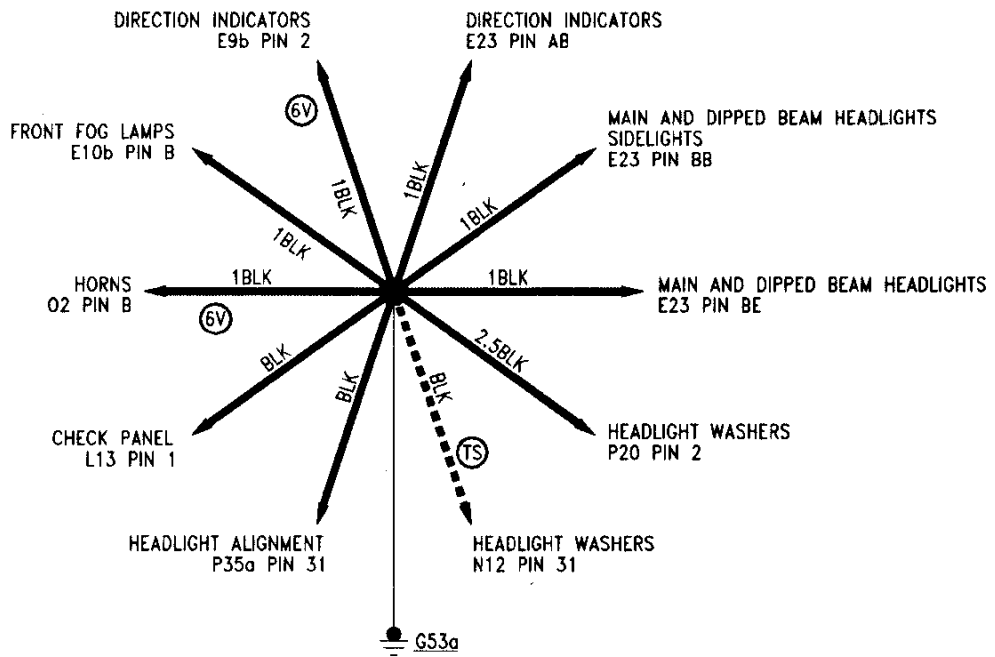 DIRECTION INDICATORS
E9b PIN 2
DIRECTION INDICATORS
E23 PIN AB
6V
FRONT FOG LAMPS
E10b PIN B
MAIN AND DIPPED BEAM HEADLIGHTS
SIDELIGHTS
E23 PIN BB
1BLK
1BLK
1BLK
1BLK
HORNS
O2 PIN B
1BLK
1BLK
MAIN AND DIPPED BEAM HEADLIGHTS
E23 PIN BE
6V
BLK
2.5BLK
BLK
BLK
CHECK PANEL
L13 PIN 1
TS
HEADLIGHT WASHERS
P20 PIN 2
HEADLIGHT ALIGNMENT
P35a PIN 31
HEADLIGHT WASHERS
N12 PIN 31
G53a